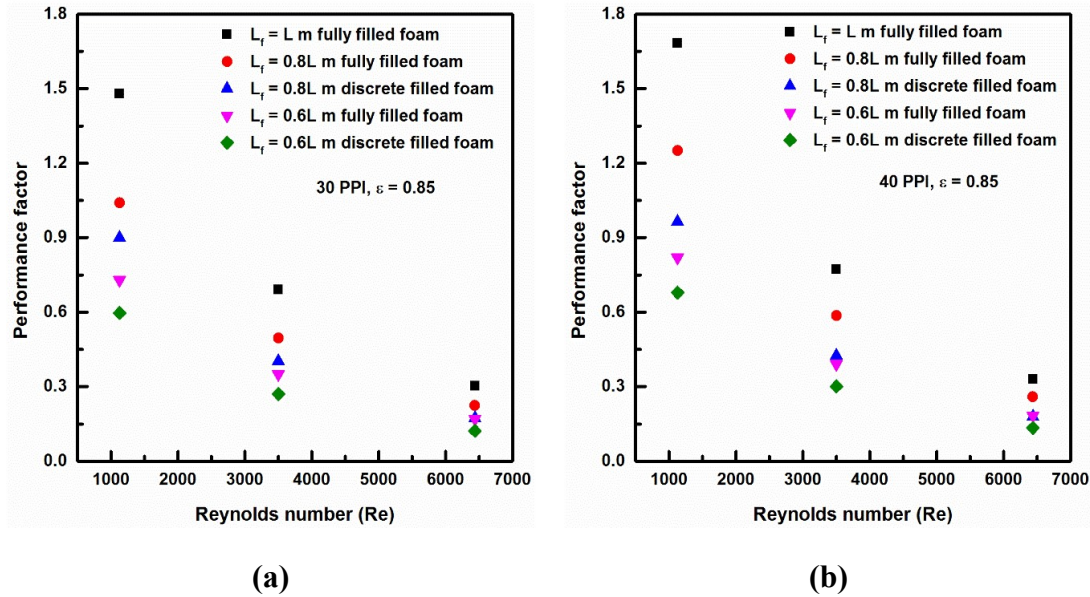 1.8
1.5
1.2
0.9
0.6
0.3
0.0
Performance factor
L_f = L m fully filled foam
L_f = 0.8L m fully filled foam
L_f = 0.8L m discrete filled foam
L_f = 0.6L m fully filled foam
L_f = 0.6L m discrete filled foam
30 PPI, ε = 0.85
1000 2000 3000 4000 5000 6000 7000
Reynolds number (Re)
(a)
1.8
1.5
1.2
0.9
0.6
0.3
0.0
Performance factor
L_f = L m fully filled foam
L_f = 0.8L m fully filled foam
L_f = 0.8L m discrete filled foam
L_f = 0.6L m fully filled foam
L_f = 0.6L m discrete filled foam
40 PPI, ε = 0.85
1000 2000 3000 4000 5000 6000 7000
Reynolds number (Re)
(b)